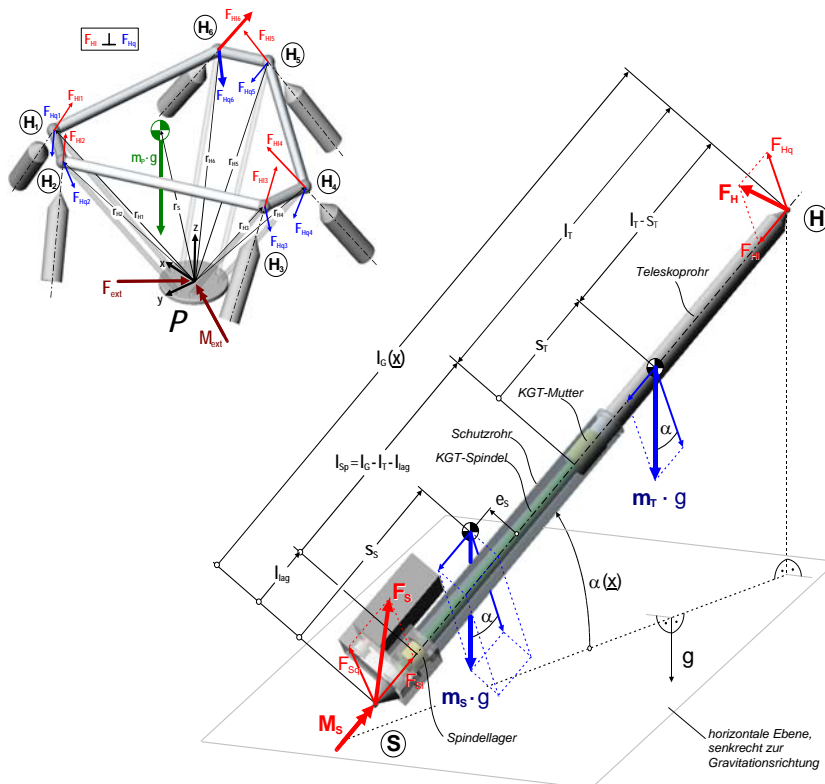 F_Hl ⊥ F_Hq
H₆
F_Hl6
F_Hl5
H₅
F_Hq6
F_Hq5
F_Hl1
F_Hq1
H₁
F_Hl2
m_P·g
F_Hl4
H₂
F_Hq2
r_H2
r_H1
r_S
r_H6
r_H5
F_Hl3
r_H3
r_H4
H₄
F_Hq3
F_Hq4
H₃
z
x
y
F_ext
P
M_ext
F_Hq
F_H
H
F_Hl
l_T
l_T-S_T
Teleskoprohr
S_T
l_G(x)
KGT-Mutter
Schutzrohr
KGT-Spindel
α
l_Sp=l_G-l_T-l_lag
m_T·g
e_S
S_S
l_lag
α(x)
F_S
α
F_Sq
F_Sl
m_S·g
g
M_S
S
Spindellager
horizontale Ebene,
senkrecht zur
Gravitationsrichtung